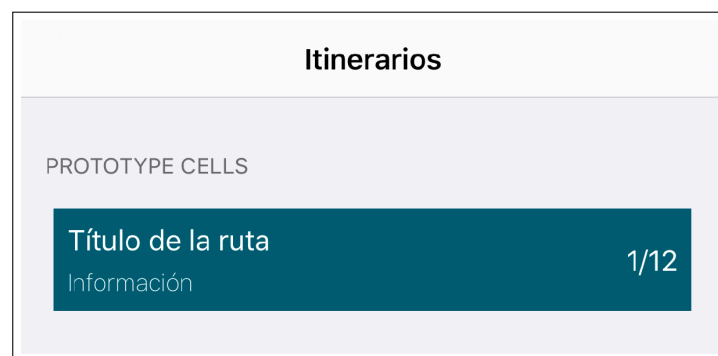 Itinerarios
PROTOTYPE CELLS
Título de la ruta
1/12
Información